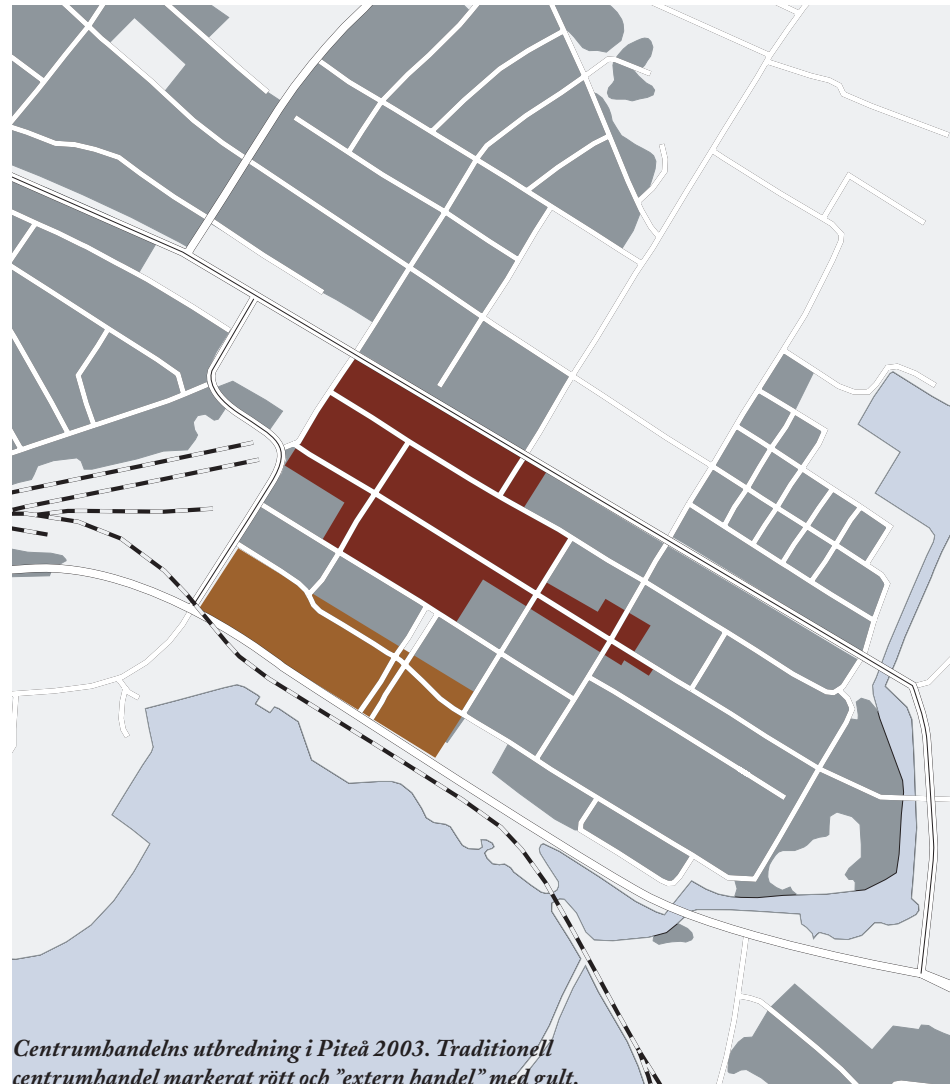 Centrumhandelns utbredning i Piteå 2003. Traditionell
centrumhandel markerat rött och ”extern handel” med gult.